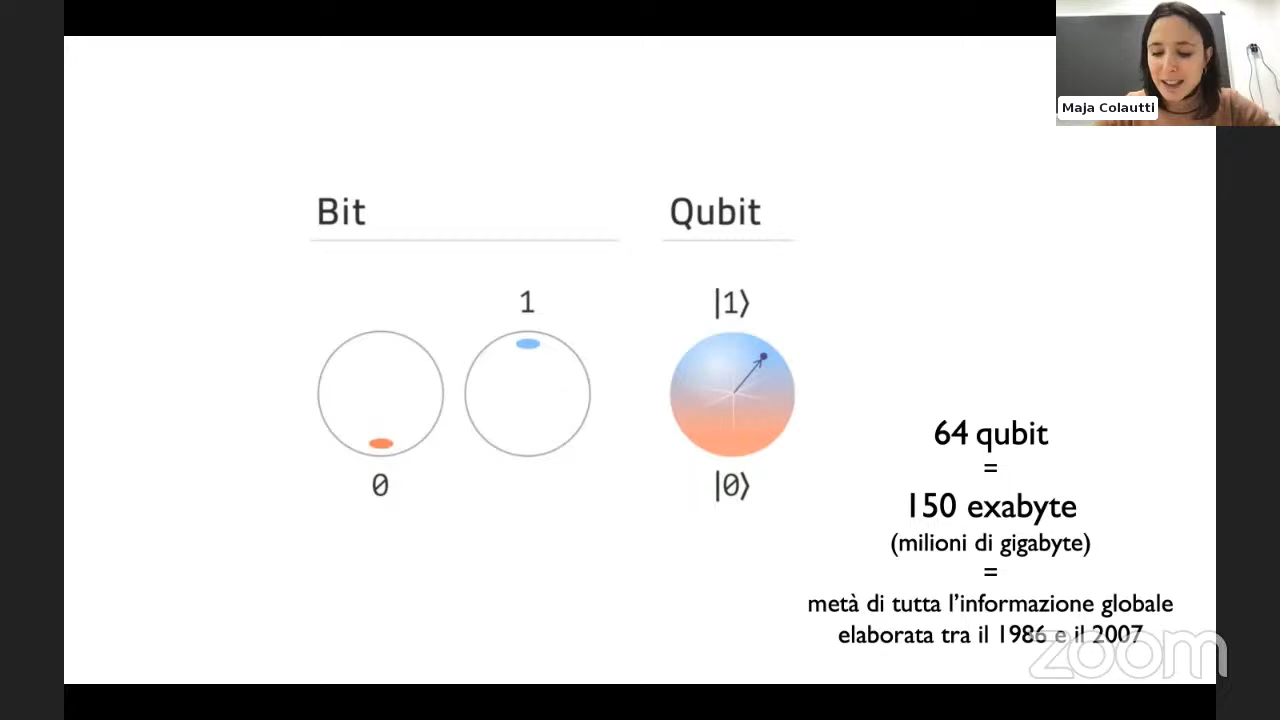 Maja Colautti
Bit
Qubit
1
|1⟩
0
|0⟩
64 qubit
=
150 exabyte
(milioni di gigabyte)
=
metà di tutta l’informazione globale
elaborata tra il 1986 e il 2007
zoom